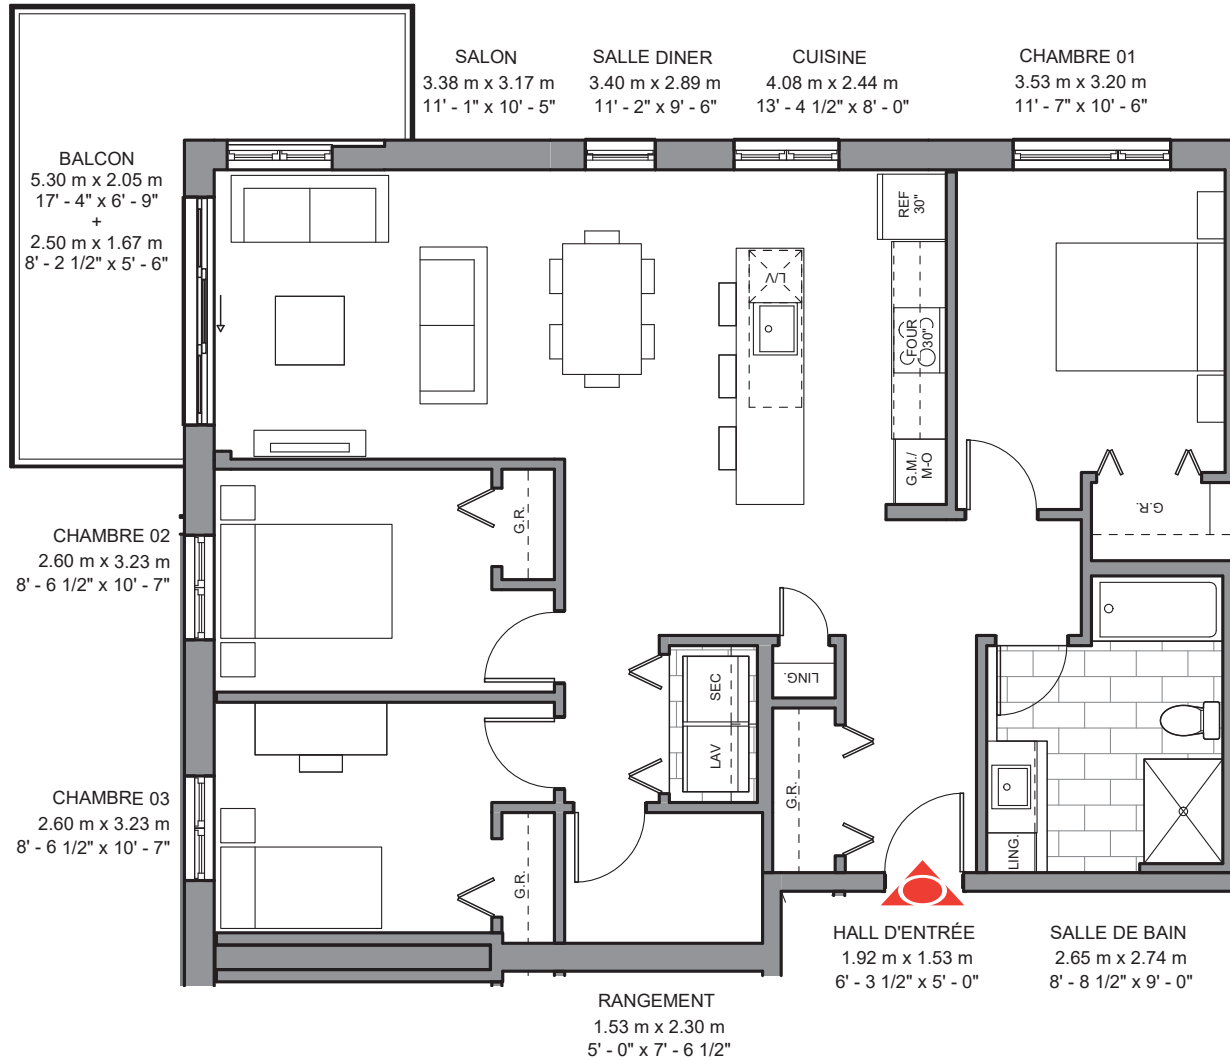 SALON
3.38 m x 3.17 m
11' - 1" x 10' - 5"
SALLE DINER
3.40 m x 2.89 m
11' - 2" x 9' - 6"
CUISINE
4.08 m x 2.44 m
13' - 4 1/2" x 8' - 0"
CHAMBRE 01
3.53 m x 3.20 m
11' - 7" x 10' - 6"
BALCON
5.30 m x 2.05 m
17' - 4" x 6' - 9"
+
2.50 m x 1.67 m
8' - 2 1/2" x 5' - 6"
REF
30"
L/V
FOUR
30"
G.M./
M-O
G.R.
G.R.
CHAMBRE 02
2.60 m x 3.23 m
8' - 6 1/2" x 10' - 7"
SEC
LAV
LING.
G.R.
CHAMBRE 03
2.60 m x 3.23 m
8' - 6 1/2" x 10' - 7"
G.R.
LING.
HALL D'ENTRÉE
1.92 m x 1.53 m
6' - 3 1/2" x 5' - 0"
SALLE DE BAIN
2.65 m x 2.74 m
8' - 8 1/2" x 9' - 0"
RANGEMENT
1.53 m x 2.30 m
5' - 0" x 7' - 6 1/2"